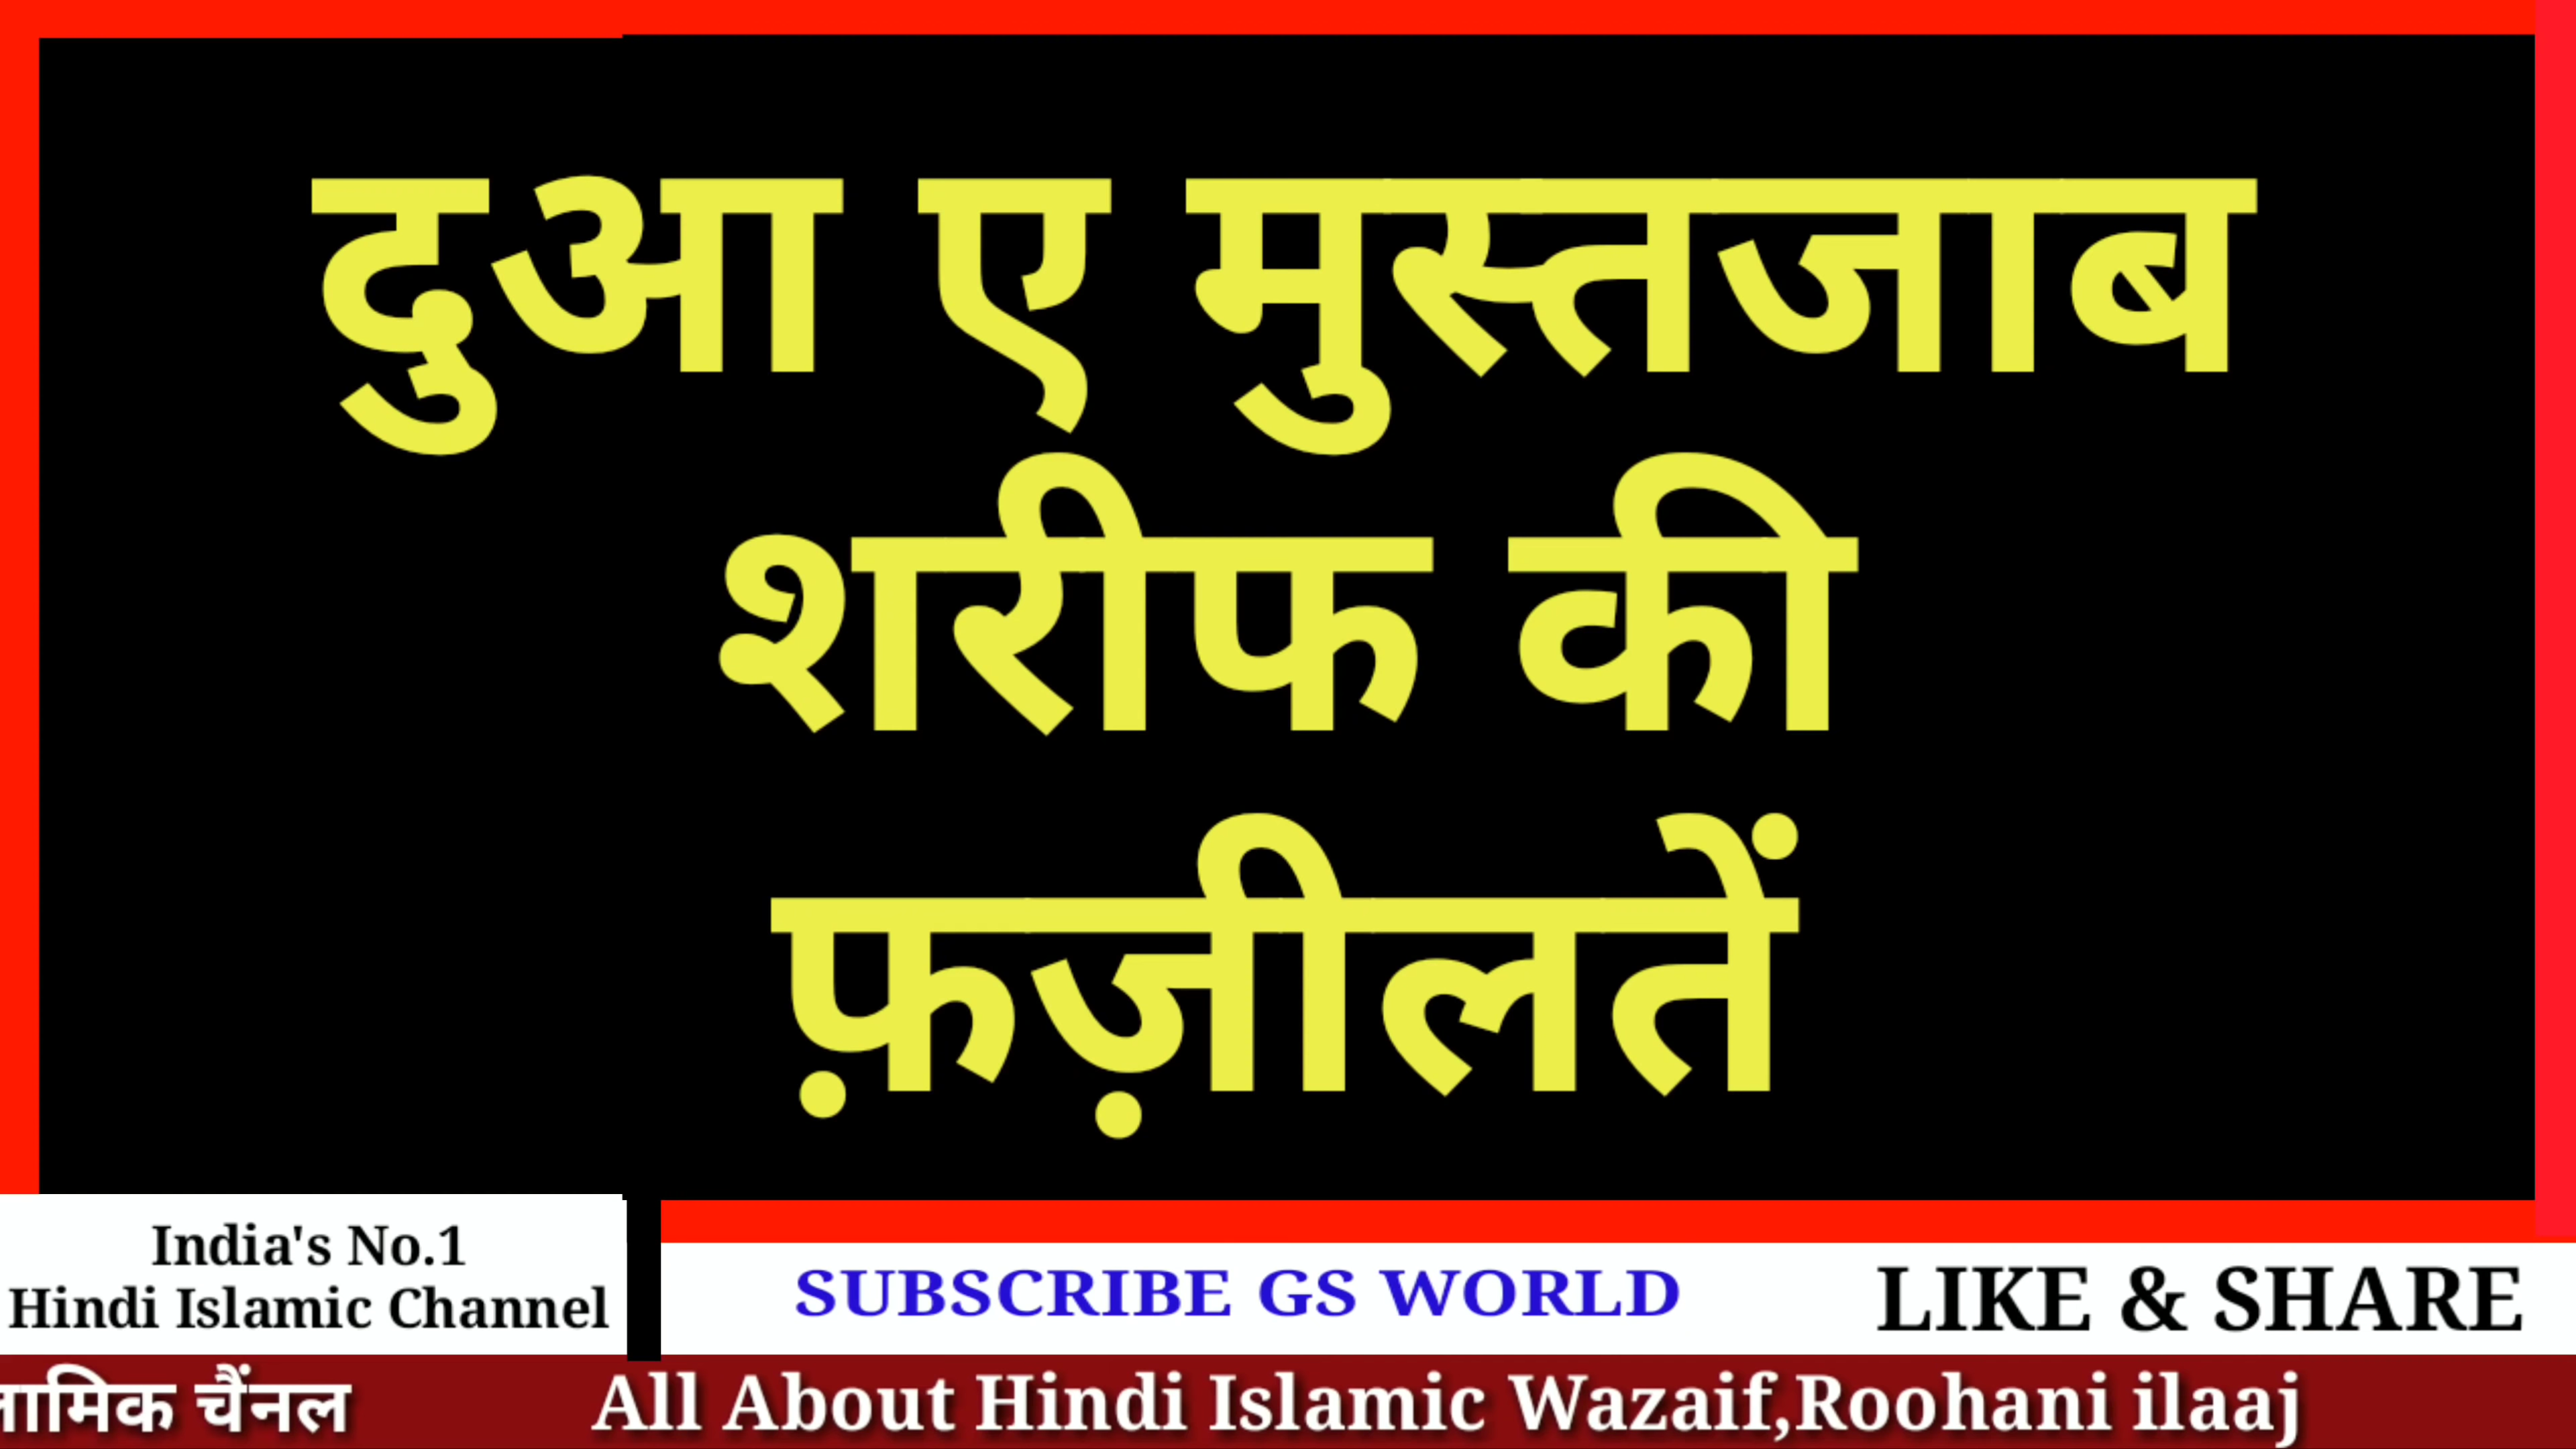 दुआ ए मुस्तजाब
शरीफ की
फ़ज़ीलतें
India's No.1
Hindi Islamic Channel
SUBSCRIBE GS WORLD
LIKE & SHARE
चैंनल All About Hindi Islamic Wazaif,Roohani ilaaj